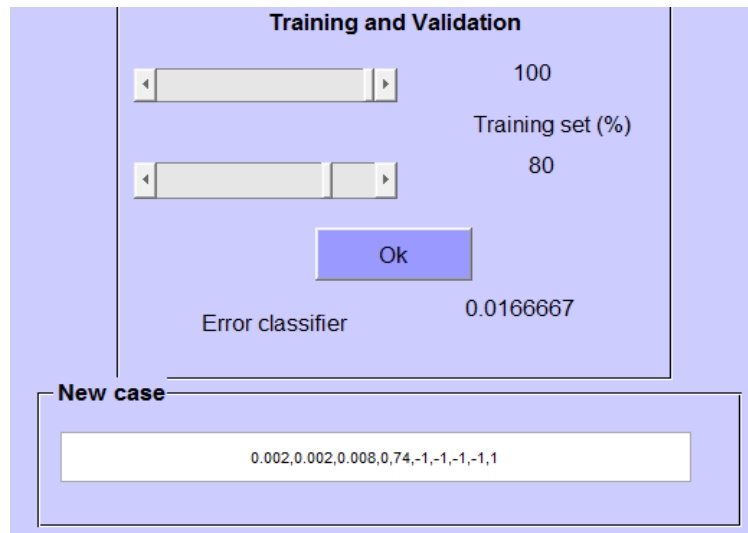 Training and Validation
100
Training set (%)
80
Ok
Error classifier
0.0166667
New case
0.002,0.002,0.008,0,74,-1,-1,-1,-1,1